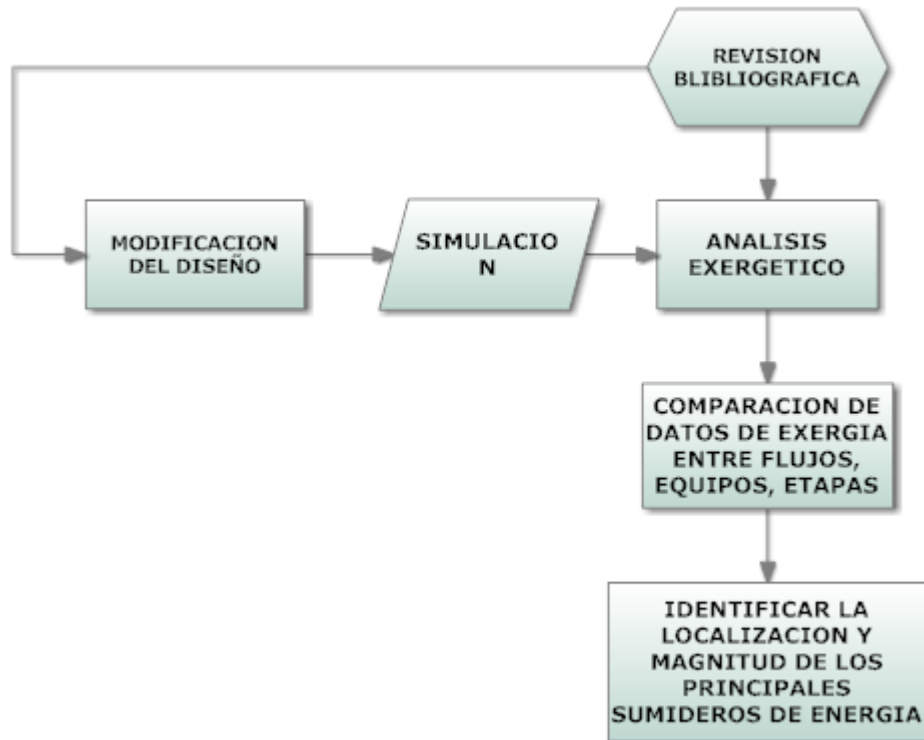 REVISION
BLIBLIOGRAFICA
MODIFICACION
DEL DISEÑO
SIMULACIO
N
ANALISIS
EXERGETICO
COMPARACION DE
DATOS DE EXERGIA
ENTRE FLUJOS,
EQUIPOS, ETAPAS
IDENTIFICAR LA
LOCALIZACION Y
MAGNITUD DE LOS
PRINCIPALES
SUMIDEROS DE ENERGIA